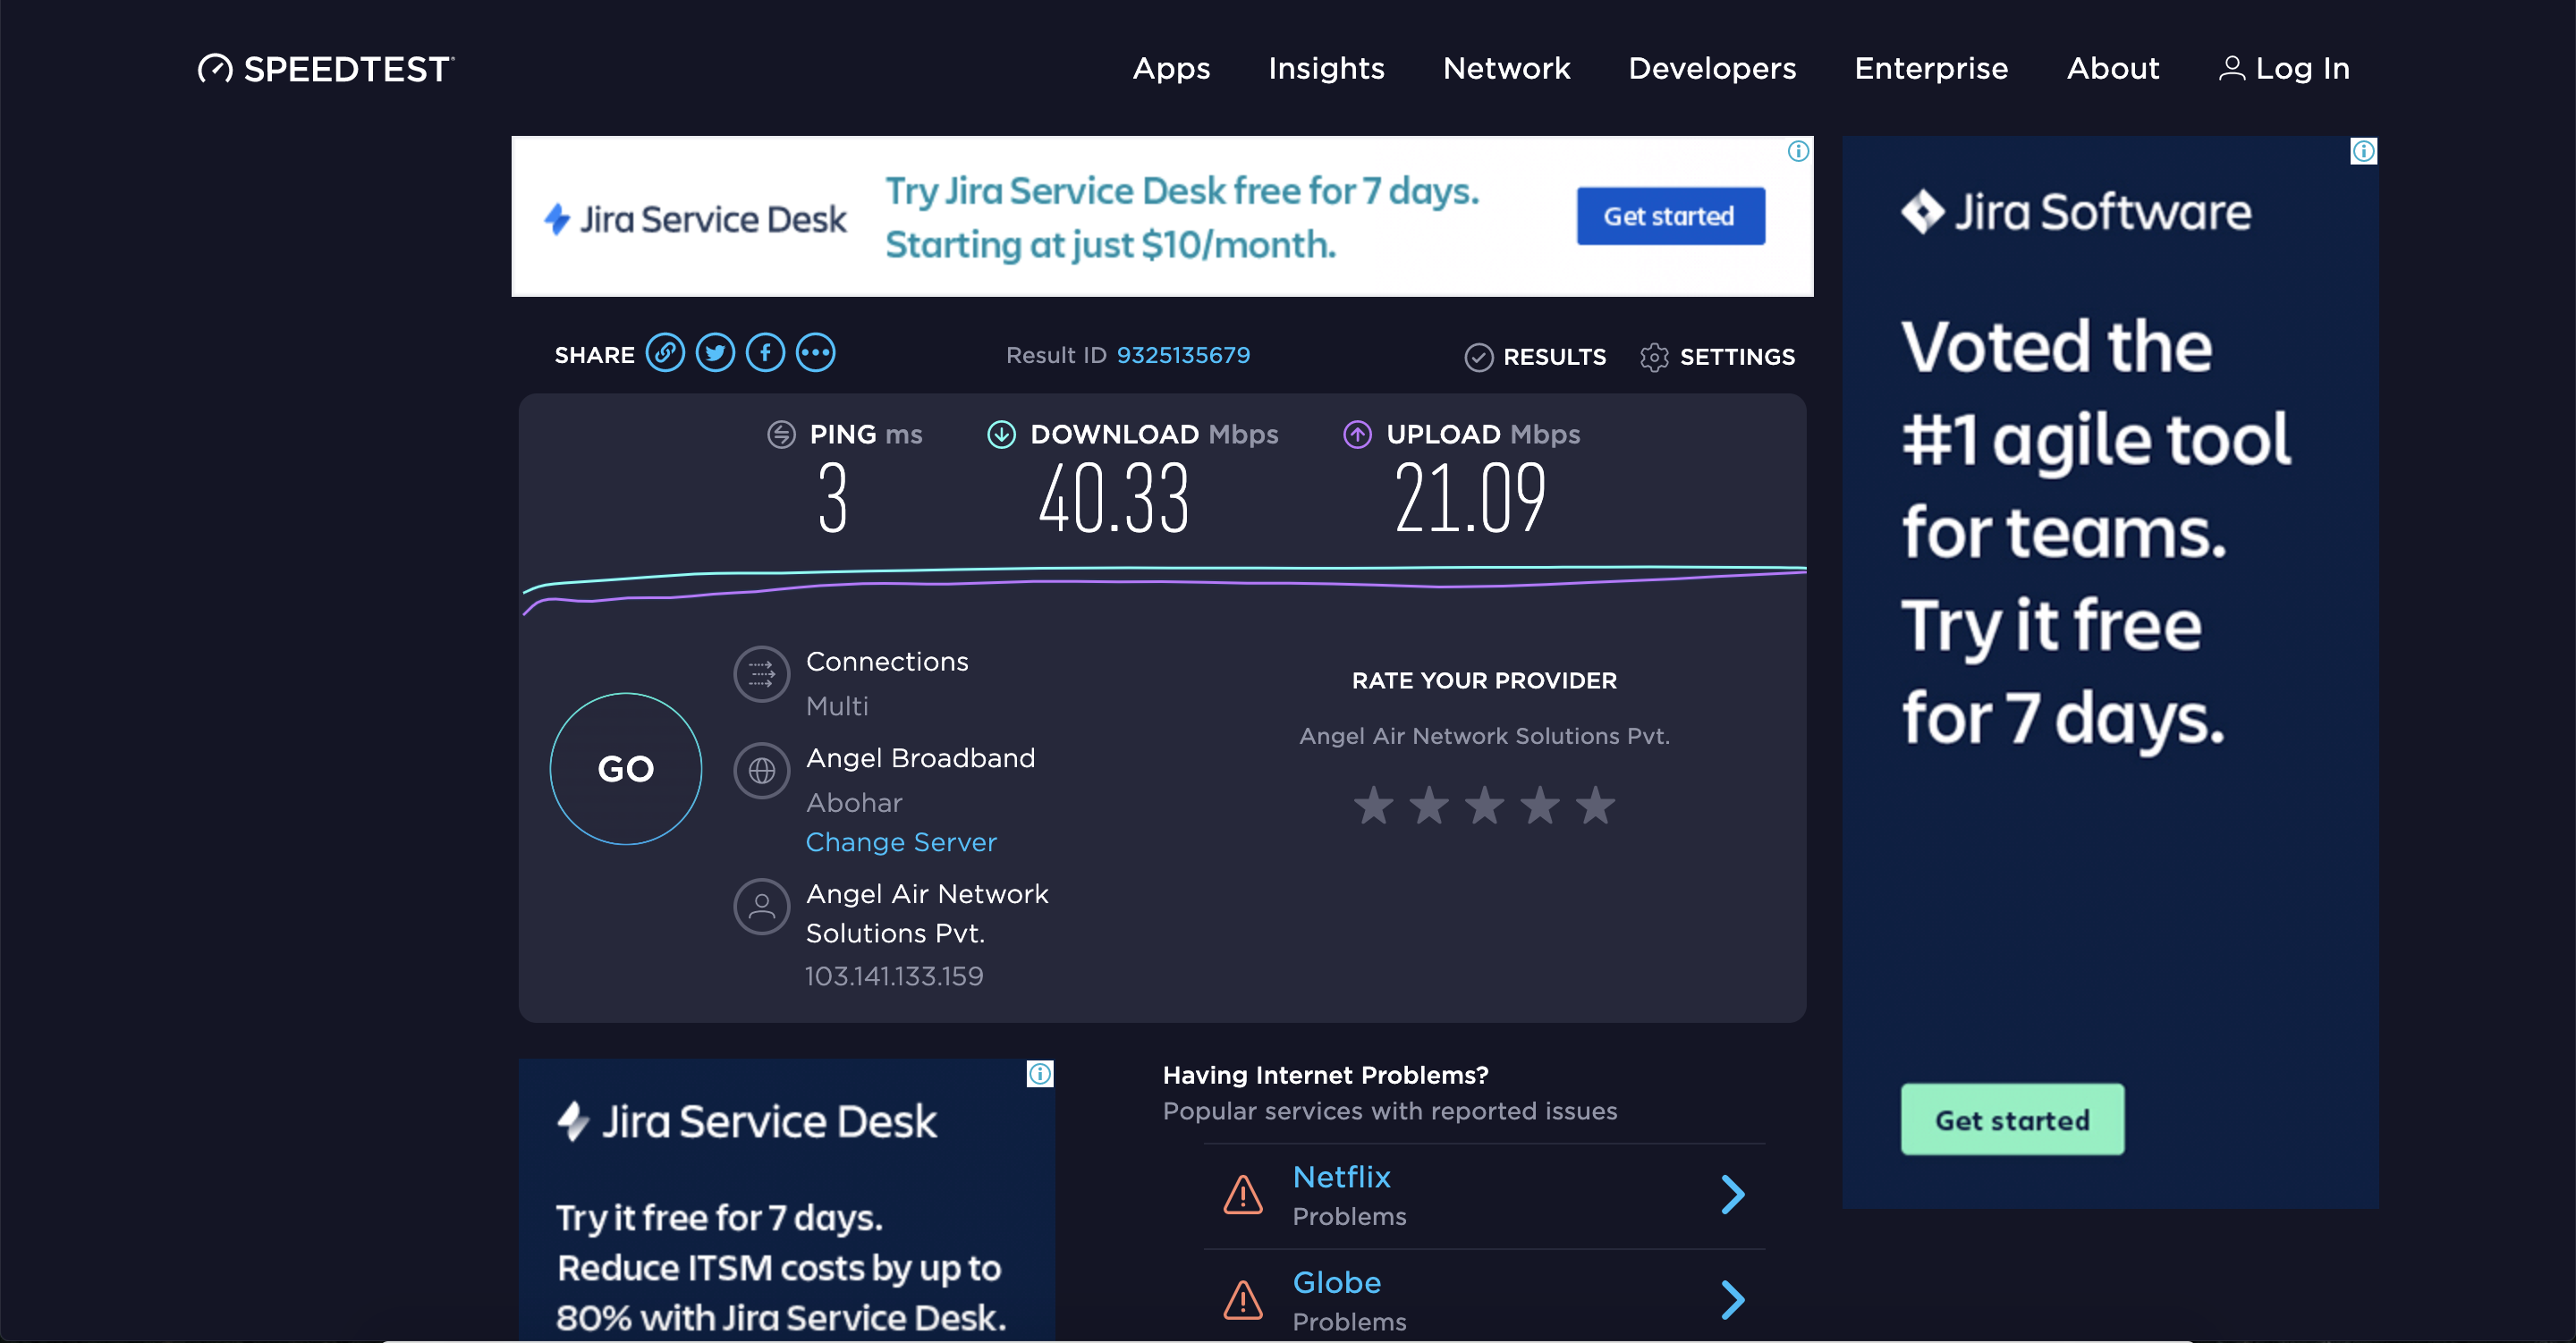 SPEEDTEST
Apps Insights Network Developers Enterprise About Log In
Jira Service Desk
Try Jira Service Desk free for 7 days.
Starting at just $10/month.
Get started
SHARE
Result ID 9325135679
RESULTS SETTINGS
PING ms
3
DOWNLOAD Mbps
40.33
UPLOAD Mbps
21.09
GO
Connections
Multi
Angel Broadband
Abohar
Change Server
Angel Air Network
Solutions Pvt.
103.141.133.159
RATE YOUR PROVIDER
Angel Air Network Solutions Pvt.
Jira Software
Voted the
#1 agile tool
for teams.
Try it free
for 7 days.
Get started
Jira Service Desk
Try it free for 7 days.
Reduce ITSM costs by up to
80% with Jira Service Desk.
Having Internet Problems?
Popular services with reported issues
Netflix
Problems
Globe
Problems